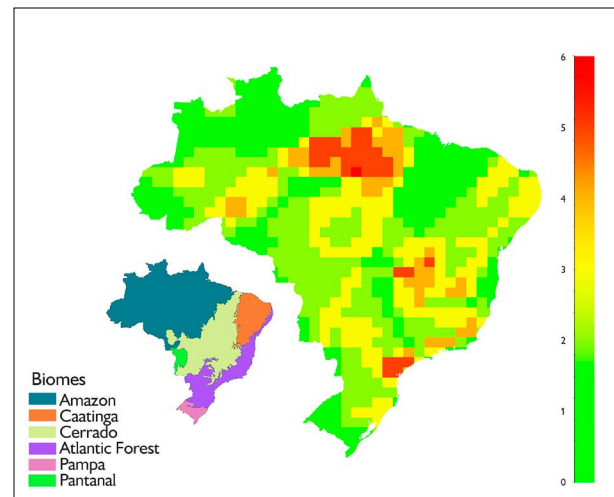 6
5
4
3
2
1
0
Biomes
Amazon
Caatinga
Cerrado
Atlantic Forest
Pampa
Pantanal